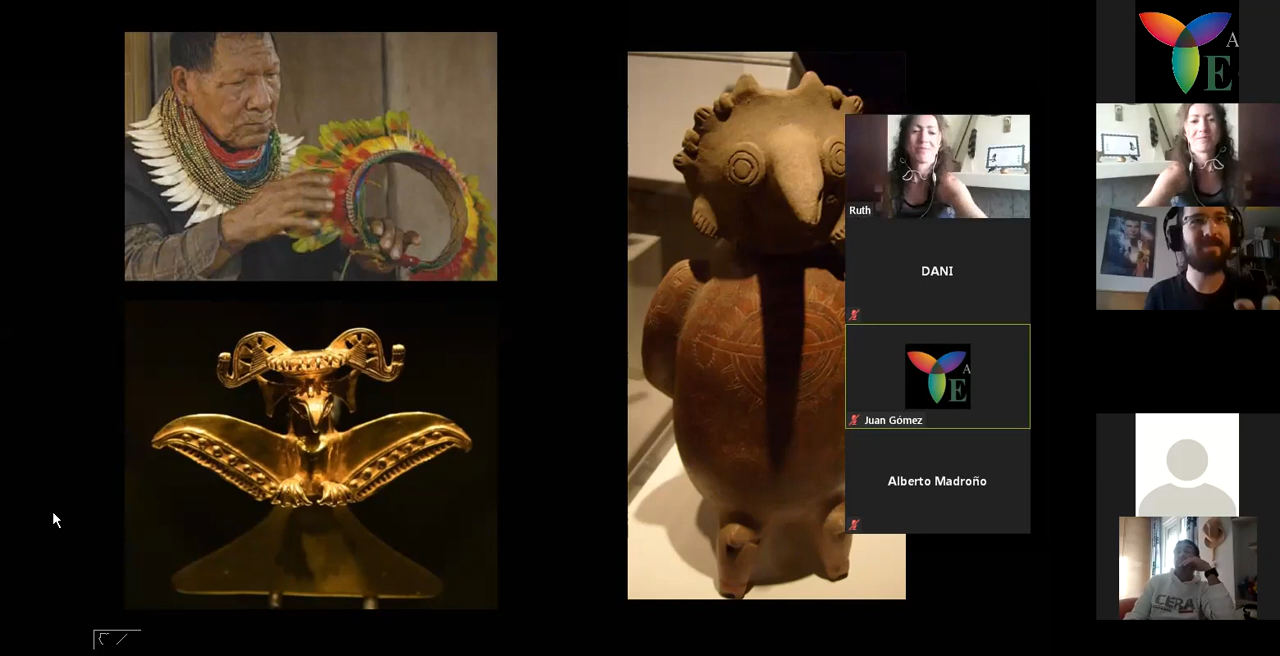 A
E
Ruth
DANI
A
E
Juan Gómez
Alberto Madroño
CERA